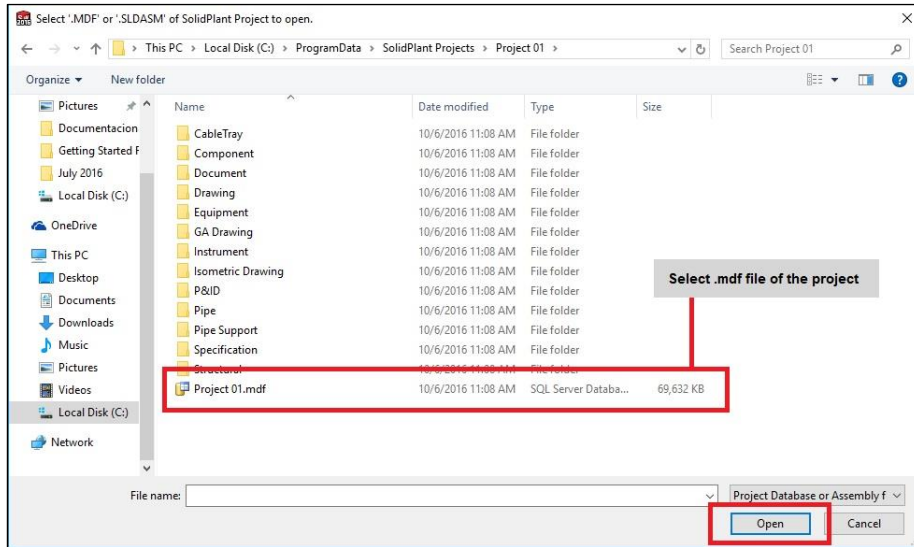 Select '.MDF' or '.SLDASM' of SolidPlant Project to open.
This PC > Local Disk (C:) > ProgramData > SolidPlant Projects > Project 01 >
Search Project 01
Organize
New folder
Name
Date modified
Type
Size
Pictures
Documentacion
Getting Started F
July 2016
Local Disk (C:)
OneDrive
This PC
Desktop
Documents
Downloads
Music
Pictures
Videos
Local Disk (C:)
Network
CableTray 10/6/2016 11:08 AM File folder
Component 10/6/2016 11:08 AM File folder
Document 10/6/2016 11:08 AM File folder
Drawing 10/6/2016 11:08 AM File folder
Equipment 10/6/2016 11:08 AM File folder
GA Drawing 10/6/2016 11:08 AM File folder
Instrument 10/6/2016 11:08 AM File folder
Isometric Drawing 10/6/2016 11:08 AM File folder
P&ID 10/6/2016 11:08 AM File folder
Pipe 10/6/2016 11:08 AM File folder
Pipe Support 10/6/2016 11:08 AM File folder
Specification 10/6/2016 11:08 AM File folder
Structural 10/6/2016 11:08 AM File folder
Project 01.mdf 10/6/2016 11:08 AM SQL Server Databa... 69,632 KB
Select .mdf file of the project
File name:
Project Database or Assembly f
Open
Cancel